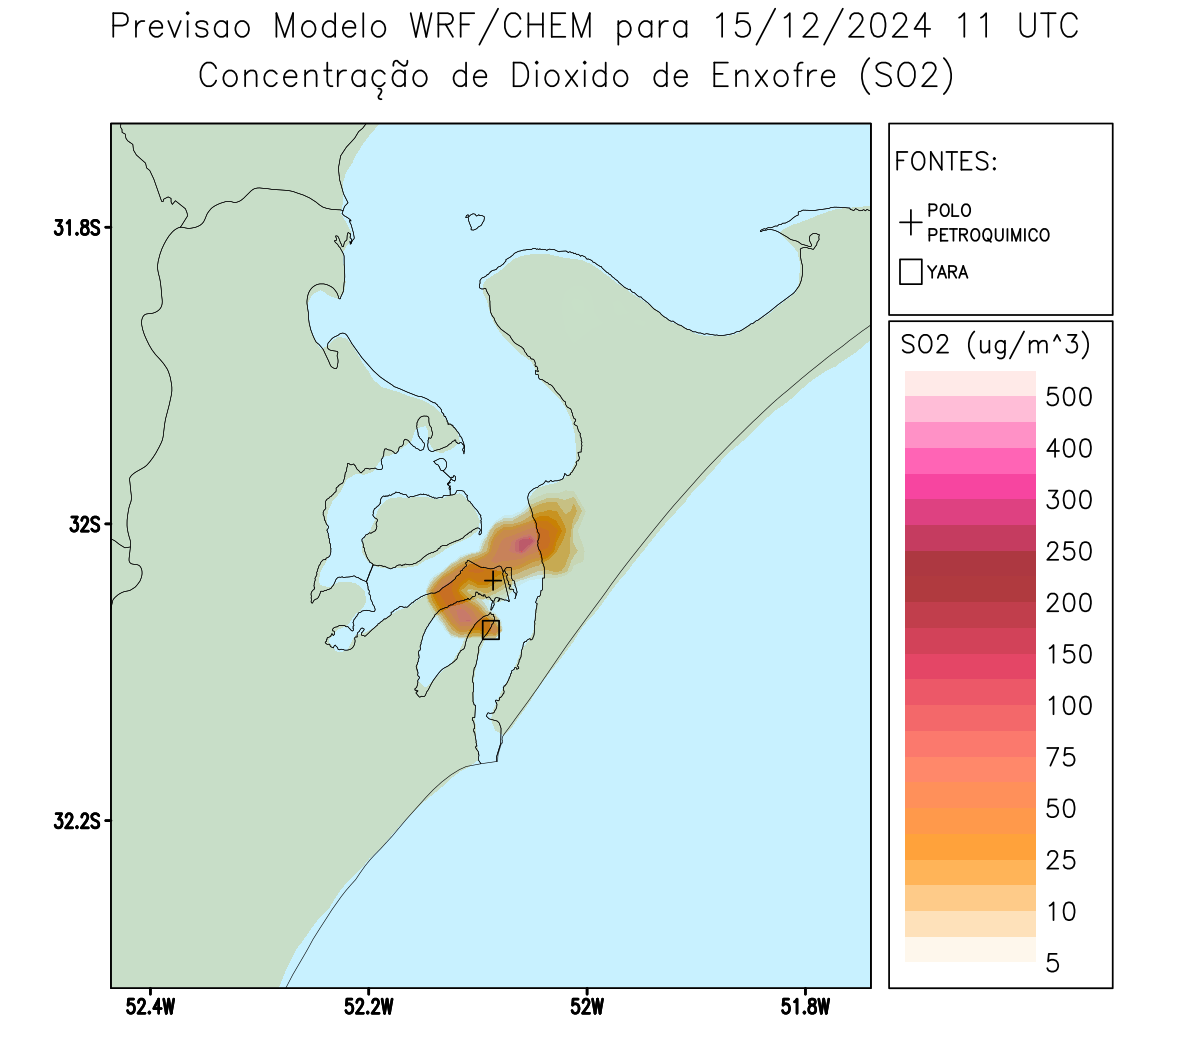 Previsao Modelo WRF/CHEM para 15/12/2024 11 UTC
Concentração de Dioxido de Enxofre (SO2)
FONTES:
POLO
PETROQUIMICO
YARA
SO2 (ug/m^3)
500
400
300
250
200
150
100
75
50
25
10
5
31.8S
32S
32.2S
52.4W
52.2W
52W
51.8W